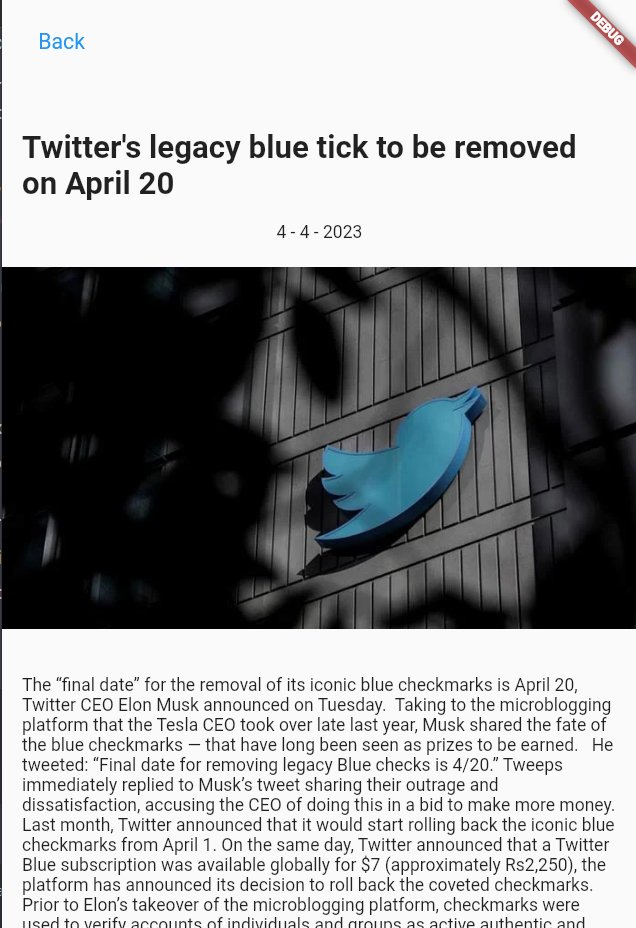 DEBUG
Back
Twitter's legacy blue tick to be removed
on April 20
4 - 4 - 2023
The “final date” for the removal of its iconic blue checkmarks is April 20,
Twitter CEO Elon Musk announced on Tuesday.  Taking to the microblogging
platform that the Tesla CEO took over late last year, Musk shared the fate of
the blue checkmarks — that have long been seen as prizes to be earned.   He
tweeted: “Final date for removing legacy Blue checks is 4/20.” Tweeps
immediately replied to Musk’s tweet sharing their outrage and
dissatisfaction, accusing the CEO of doing this in a bid to make more money.
Last month, Twitter announced that it would start rolling back the iconic blue
checkmarks from April 1. On the same day, Twitter announced that a Twitter
Blue subscription was available globally for $7 (approximately Rs2,250), the
platform has announced its decision to roll back the coveted checkmarks.
Prior to Elon’s takeover of the microblogging platform, checkmarks were
used to verify accounts of individuals and groups as active authentic and